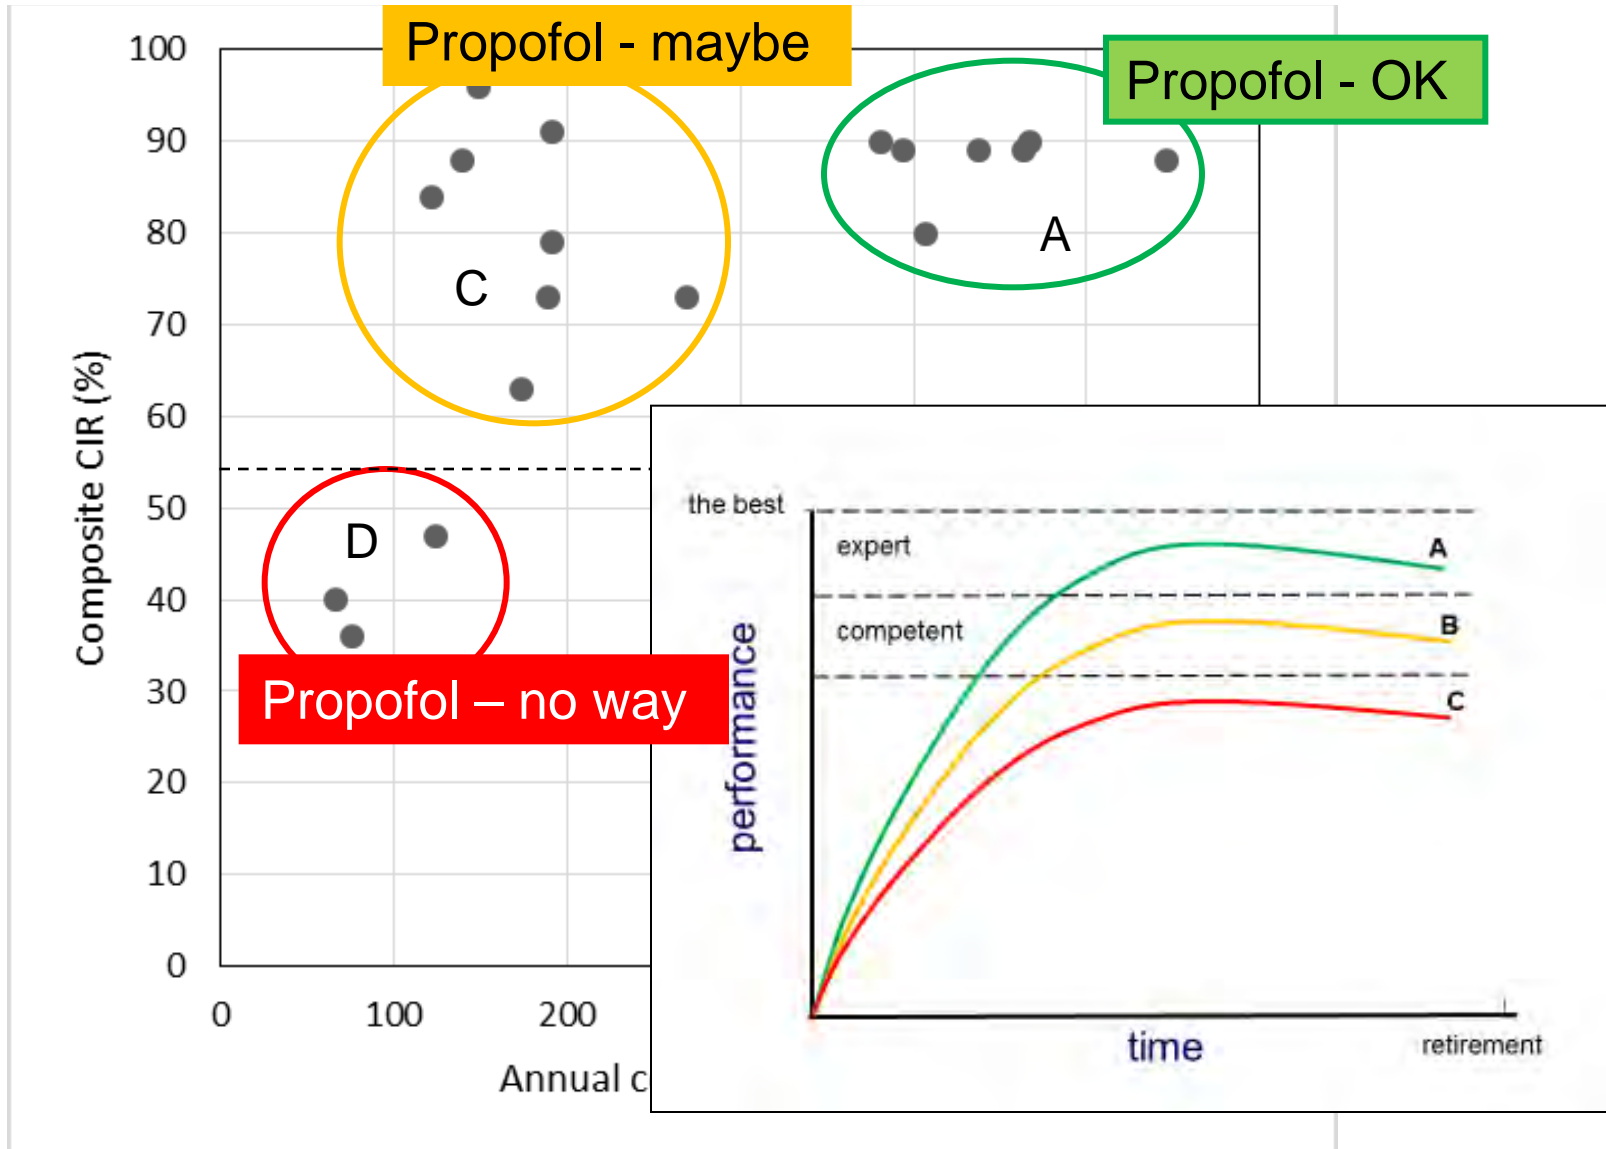 Propofol - maybe
Propofol - OK
100
90
80
70
60
50
40
30
20
10
0
Composite CIR (%)
C
A
D
Propofol – no way
0
100
200
Annual c
the best
expert
competent
A
B
C
performance
time
retirement